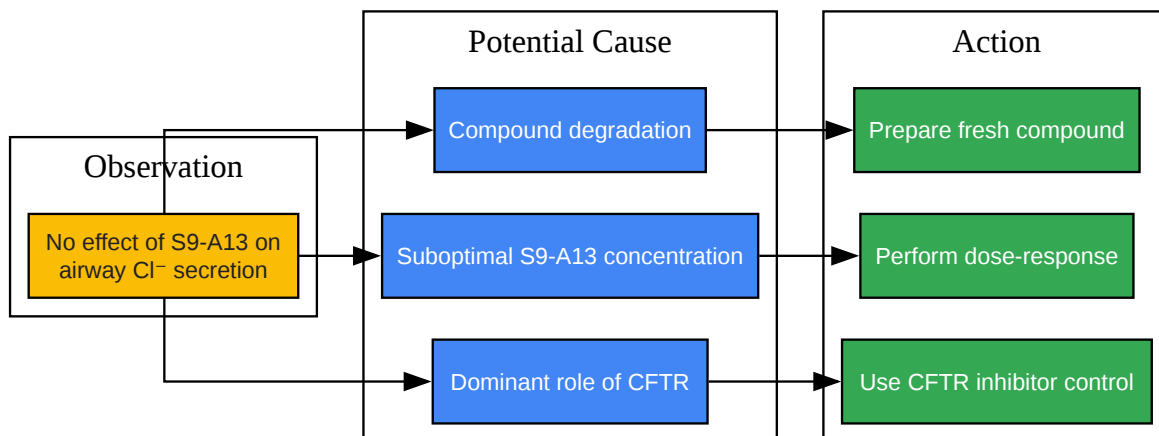 Potential Cause
Action
Observation
Compound degradation
Prepare fresh compound
No effect of S9-A13 on
airway Cl⁻ secretion
Suboptimal S9-A13 concentration
Perform dose-response
Dominant role of CFTR
Use CFTR inhibitor control